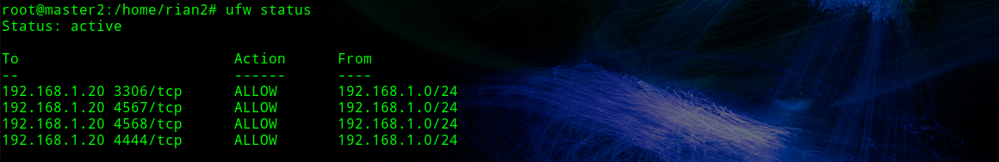 root@master2:/home/rian2# ufw status
Status: active
To Action From
-- ------ ----
192.168.1.20 3306/tcp ALLOW 192.168.1.0/24
192.168.1.20 4567/tcp ALLOW 192.168.1.0/24
192.168.1.20 4568/tcp ALLOW 192.168.1.0/24
192.168.1.20 4444/tcp ALLOW 192.168.1.0/24